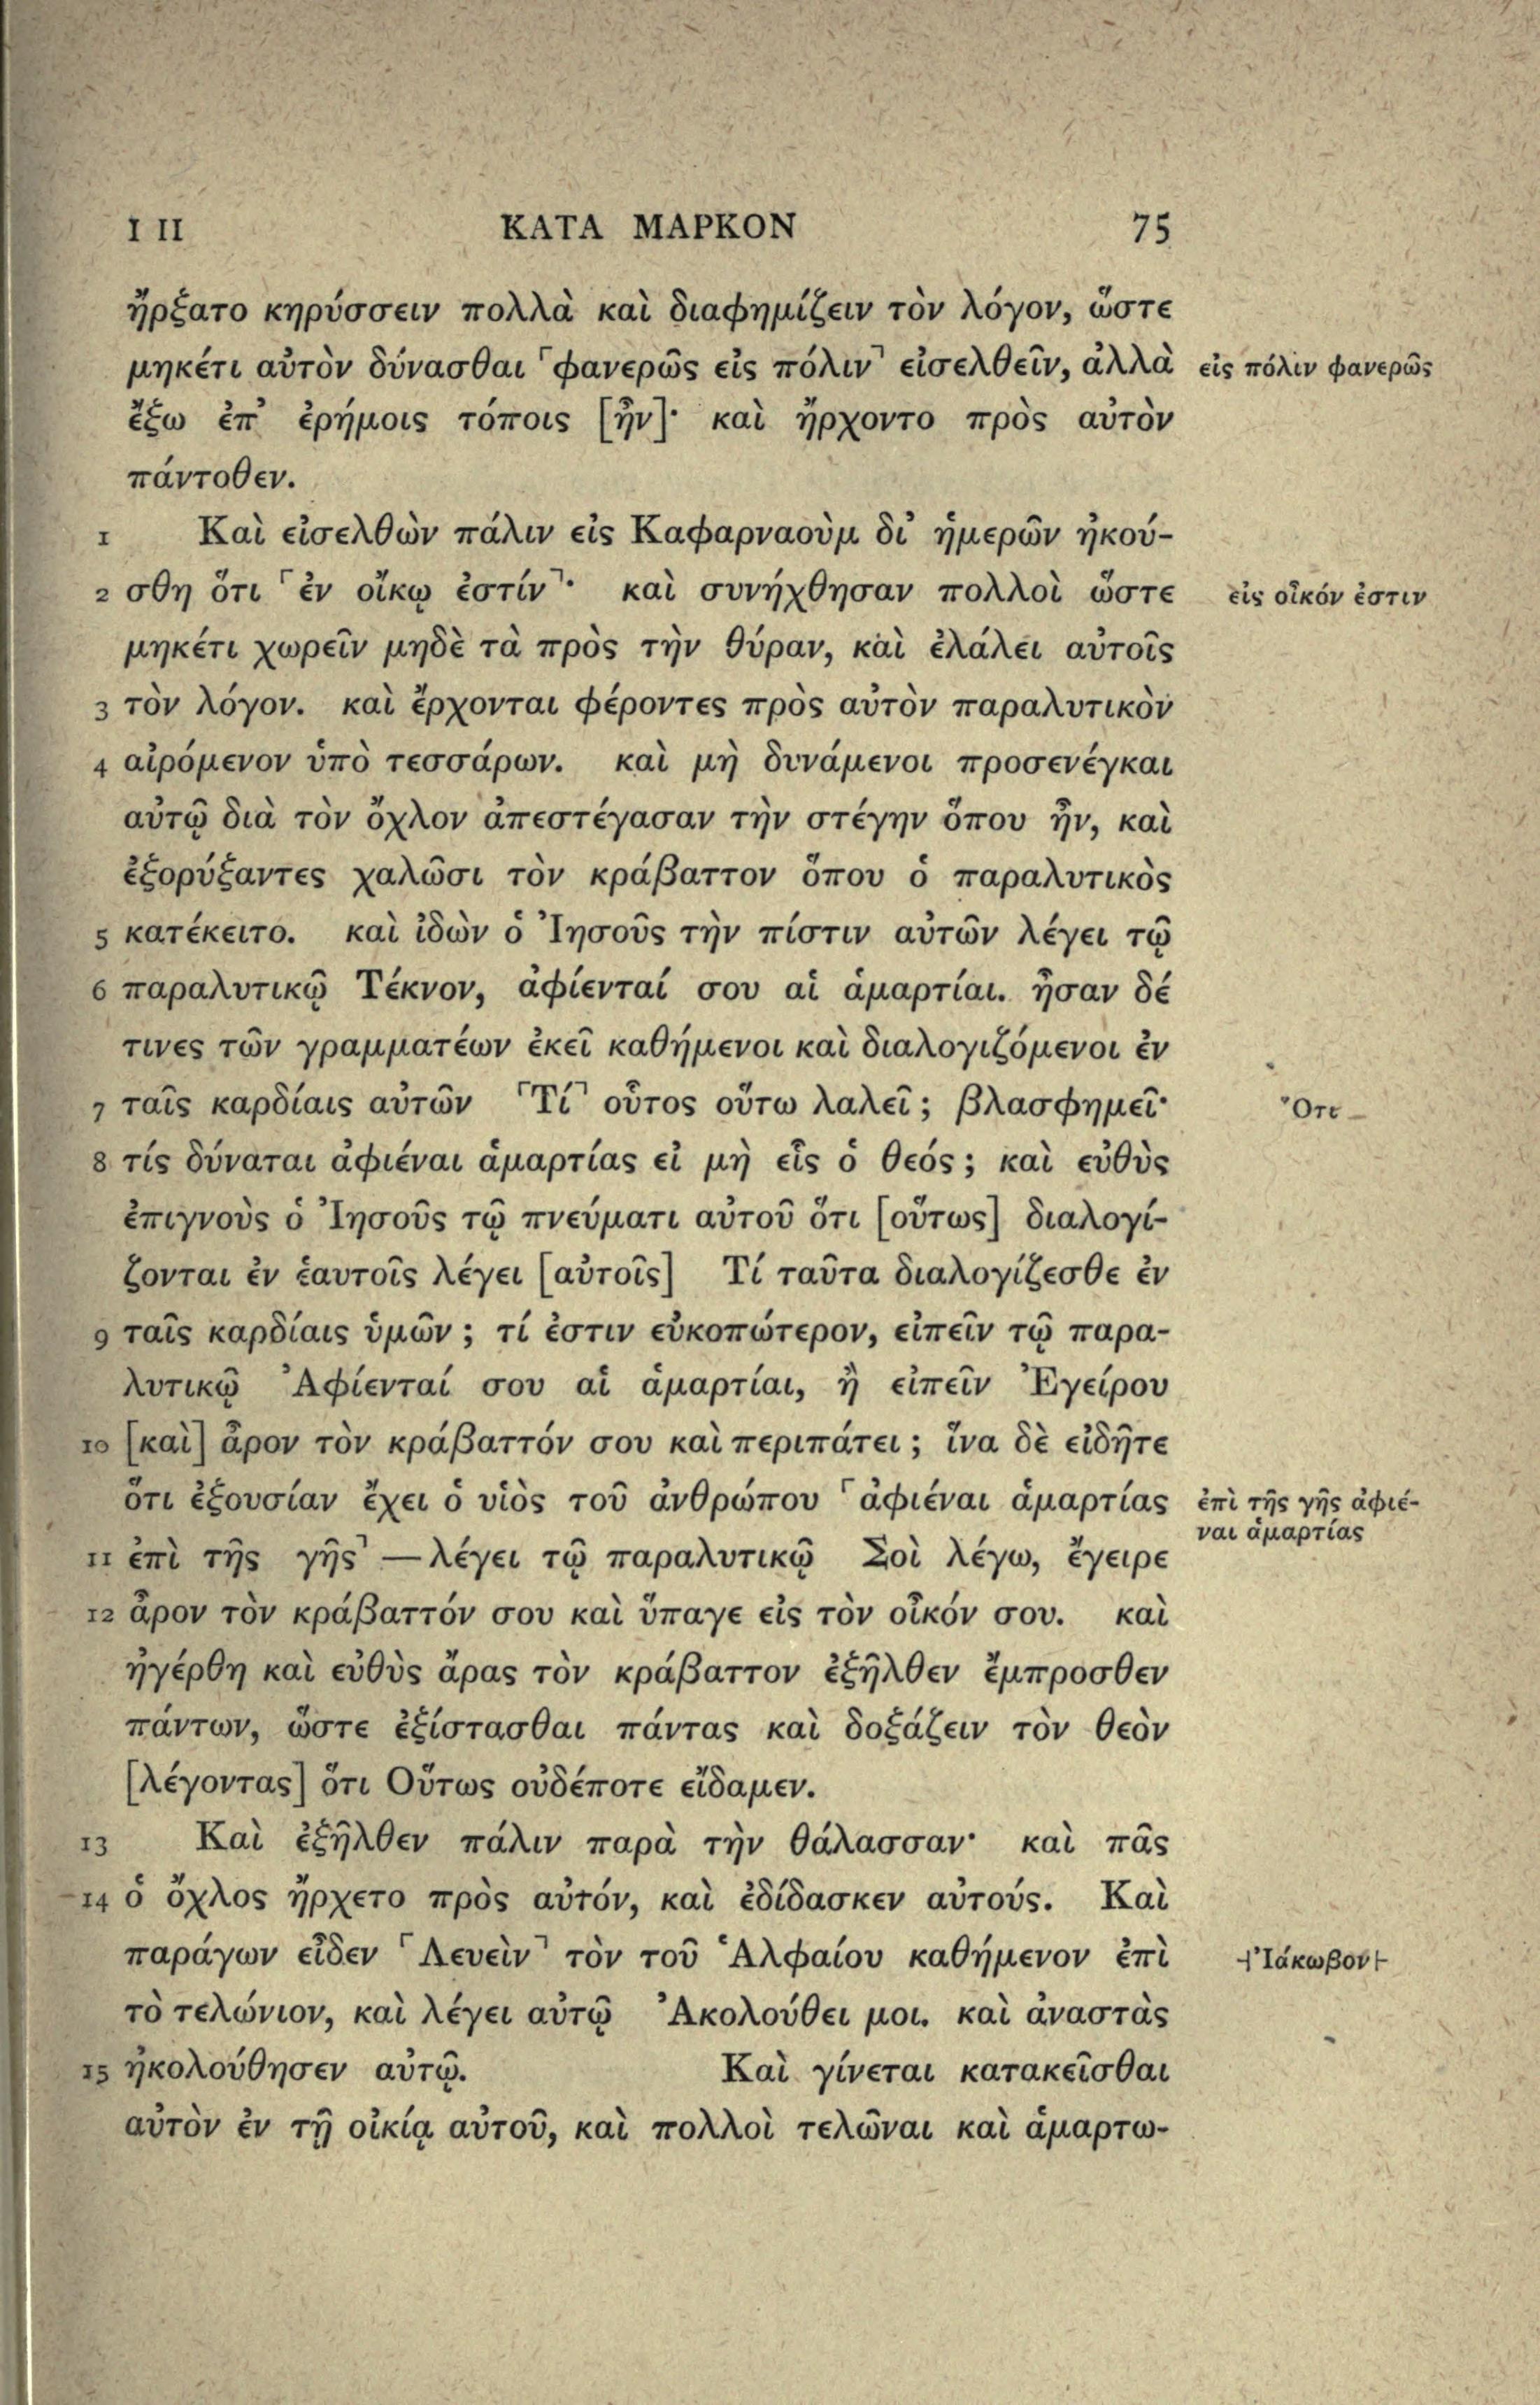 I II ΚΑΤΑ ΜΑΡΚΟΝ 75
ἤρξατο κηρύσσειν πολλὰ καὶ διαφημίζειν τὸν λόγον, ὥστε
μηκέτι αὐτὸν δύνασθαι ⸢φανερῶς εἰς πόλιν⸣ εἰσελθεῖν, ἀλλὰ εἰς πόλιν φανερῶς
ἔξω ἐπ᾽ ἐρήμοις τόποις [ἦν]· καὶ ἤρχοντο πρὸς αὐτὸν
πάντοθεν.
1 Καὶ εἰσελθὼν πάλιν εἰς Καφαρναοὺμ δι᾽ ἡμερῶν ἠκού-
2 σθη ὅτι ⸢ἐν οἴκῳ ἐστίν⸣· καὶ συνήχθησαν πολλοὶ ὥστε εἰς οἶκόν ἐστιν
μηκέτι χωρεῖν μηδὲ τὰ πρὸς τὴν θύραν, καὶ ἐλάλει αὐτοῖς
3 τὸν λόγον. καὶ ἔρχονται φέροντες πρὸς αὐτὸν παραλυτικὸν
4 αἰρόμενον ὑπὸ τεσσάρων. καὶ μὴ δυνάμενοι προσενέγκαι
αὐτῷ διὰ τὸν ὄχλον ἀπεστέγασαν τὴν στέγην ὅπου ἦν, καὶ
ἐξορύξαντες χαλῶσι τὸν κράβαττον ὅπου ὁ παραλυτικὸς
5 κατέκειτο. καὶ ἰδὼν ὁ Ἰησοῦς τὴν πίστιν αὐτῶν λέγει τῷ
6 παραλυτικῷ Τέκνον, ἀφίενταί σου αἱ ἁμαρτίαι. ἦσαν δέ
τινες τῶν γραμματέων ἐκεῖ καθήμενοι καὶ διαλογιζόμενοι ἐν
7 ταῖς καρδίαις αὐτῶν ⸢Τί⸣ οὗτος οὕτω λαλεῖ; βλασφημεῖ· Ὅτι
8 τίς δύναται ἀφιέναι ἁμαρτίας εἰ μὴ εἷς ὁ θεός; καὶ εὐθὺς
ἐπιγνοὺς ὁ Ἰησοῦς τῷ πνεύματι αὐτοῦ ὅτι [οὕτως] διαλογί-
ζονται ἐν ἑαυτοῖς λέγει [αὐτοῖς] Τί ταῦτα διαλογίζεσθε ἐν
9 ταῖς καρδίαις ὑμῶν; τί ἐστιν εὐκοπώτερον, εἰπεῖν τῷ παρα-
λυτικῷ Ἀφίενταί σου αἱ ἁμαρτίαι, ἢ εἰπεῖν Ἐγείρου
10 [καὶ] ἆρον τὸν κράβαττόν σου καὶ περιπάτει; ἵνα δὲ εἰδῆτε
ὅτι ἐξουσίαν ἔχει ὁ υἱὸς τοῦ ἀνθρώπου ⸢ἀφιέναι ἁμαρτίας ἐπὶ τῆς γῆς ἀφιέ-
ναι ἁμαρτίας
11 ἐπὶ τῆς γῆς⸣ —λέγει τῷ παραλυτικῷ Σοὶ λέγω, ἔγειρε
12 ἆρον τὸν κράβαττόν σου καὶ ὕπαγε εἰς τὸν οἶκόν σου. καὶ
ἠγέρθη καὶ εὐθὺς ἄρας τὸν κράβαττον ἐξῆλθεν ἔμπροσθεν
πάντων, ὥστε ἐξίστασθαι πάντας καὶ δοξάζειν τὸν θεὸν
[λέγοντας] ὅτι Οὕτως οὐδέποτε εἴδαμεν.
13 Καὶ ἐξῆλθεν πάλιν παρὰ τὴν θάλασσαν· καὶ πᾶς
14 ὁ ὄχλος ἤρχετο πρὸς αὐτόν, καὶ ἐδίδασκεν αὐτούς. Καὶ
παράγων εἶδεν ⸢Λευεὶν⸣ τὸν τοῦ Ἁλφαίου καθήμενον ἐπὶ ⊣Ἰάκωβον⊢
τὸ τελώνιον, καὶ λέγει αὐτῷ Ἀκολούθει μοι. καὶ ἀναστὰς
15 ἠκολούθησεν αὐτῷ. Καὶ γίνεται κατακεῖσθαι
αὐτὸν ἐν τῇ οἰκίᾳ αὐτοῦ, καὶ πολλοὶ τελῶναι καὶ ἁμαρτω-